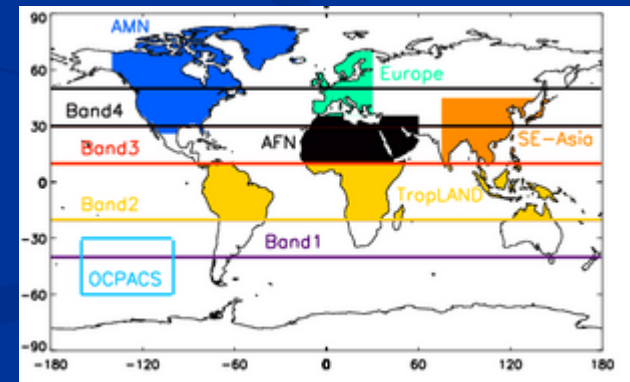 90
AMN
Europe
60
Band4
30
AFN
SE-Asia
Band3
0
TropLAND
Band2
-30
Band1
OCPACS
-60
-90
-180
-120
-60
0
60
120
180